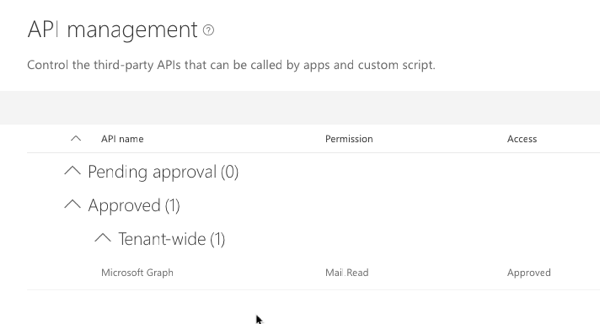 API management
Control the third-party APIs that can be called by apps and custom script.
API name Permission Access
Pending approval (0)
Approved (1)
Tenant-wide (1)
Microsoft Graph Mail.Read Approved